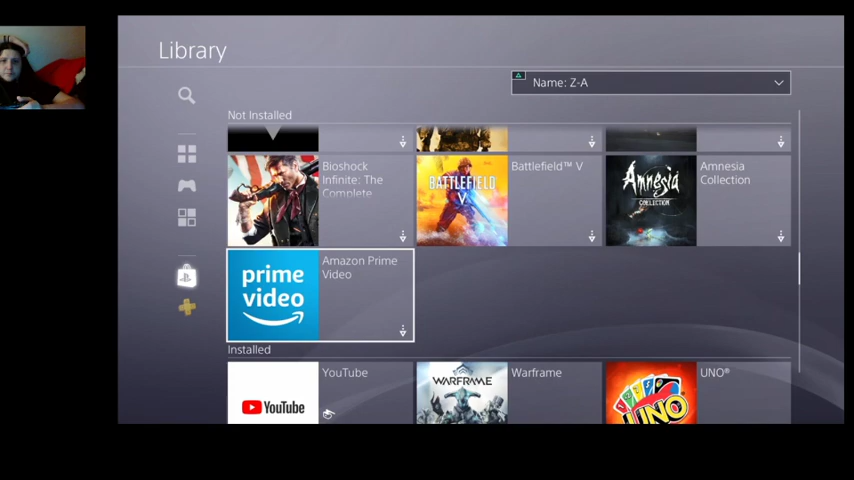 Library
Name: Z-A
Not Installed
Bioshock
Infinite: The
Complete
BATTLEFIELD
V
Battlefield™ V
Amnesia
COLLECTION
Amnesia
Collection
prime
video
Amazon Prime
Video
Installed
YouTube
YouTube
WARFRAME
Warframe
UNO
UNO®